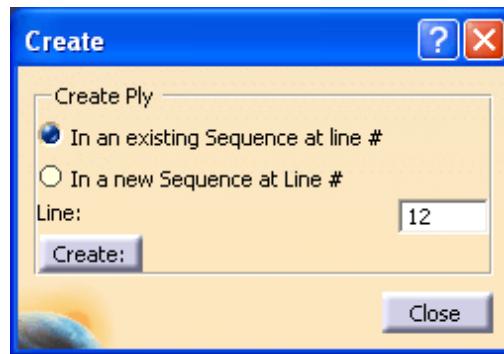 Create
Create Ply
In an existing Sequence at line #
In a new Sequence at Line #
Line: 12
Create:
Close